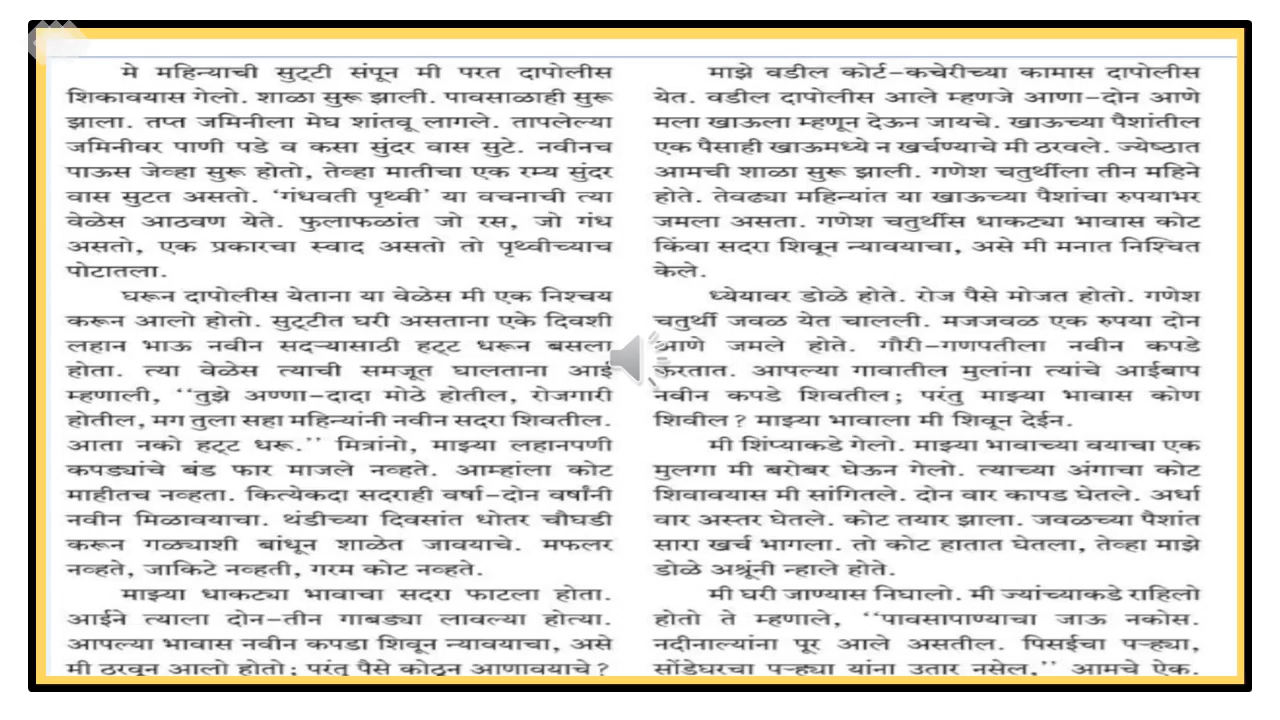 मे महिन्याची सुट्टी संपून मी परत दापोलीस
शिकावयास गेलो. शाळा सुरू झाली. पावसाळाही सुरू
झाला. तप्त जमिनीला मेघ शांतवू लागले. तापलेल्या
जमिनीवर पाणी पडे व कसा सुंदर वास सुटे. नवीनच
पाऊस जेव्हा सुरू होतो, तेव्हा मातीचा एक रम्य सुंदर
वास सुटत असतो. ‘गंधवती पृथ्वी’ या वचनाची त्या
वेळेस आठवण येते. फुलाफळांत जो रस, जो गंध
असतो, एक प्रकारचा स्वाद असतो तो पृथ्वीच्याच
पोटातला.
घरून दापोलीस येताना या वेळेस मी एक निश्चय
करून आलो होतो. सुट्टीत घरी असताना एके दिवशी
लहान भाऊ नवीन सदऱ्यासाठी हट्ट धरून बसला
होता. त्या वेळेस त्याची समजूत घालताना आई
म्हणाली, ‘‘तुझे अण्णा-दादा मोठे होतील, रोजगारी
होतील, मग तुला सहा महिन्यांनी नवीन सदरा शिवतील.
आता नको हट्ट धरू.’’ मित्रांनो, माझ्या लहानपणी
कपड्यांचे बंड फार माजले नव्हते. आम्हांला कोट
माहीतच नव्हता. कित्येकदा सदराही वर्षा-दोन वर्षांनी
नवीन मिळावयाचा. थंडीच्या दिवसांत धोतर चौघडी
करून गळ्याशी बांधून शाळेत जावयाचे. मफलर
नव्हते, जाकिटे नव्हती, गरम कोट नव्हते.
माझ्या धाकट्या भावाचा सदरा फाटला होता.
आईने त्याला दोन-तीन गाबड्या लावल्या होत्या.
आपल्या भावास नवीन कपडा शिवून न्यावयाचा, असे
मी ठरवून आलो होतो; परंतु पैसे कोठून आणावयाचे?
माझे वडील कोर्ट-कचेरीच्या कामास दापोलीस
येत. वडील दापोलीस आले म्हणजे आणा-दोन आणे
मला खाऊला म्हणून देऊन जायचे. खाऊच्या पैशांतील
एक पैसाही खाऊमध्ये न खर्चण्याचे मी ठरवले. ज्येष्ठात
आमची शाळा सुरू झाली. गणेश चतुर्थीला तीन महिने
होते. तेवढ्या महिन्यांत या खाऊच्या पैशांचा रुपयाभर
जमला असता. गणेश चतुर्थीस धाकट्या भावास कोट
किंवा सदरा शिवून न्यावयाचा, असे मी मनात निश्चित
केले.
ध्येयावर डोळे होते. रोज पैसे मोजत होतो. गणेश
चतुर्थी जवळ येत चालली. मजजवळ एक रुपया दोन
आणे जमले होते. गौरी-गणपतीला नवीन कपडे
करतात. आपल्या गावातील मुलांना त्यांचे आईबाप
नवीन कपडे शिवतील; परंतु माझ्या भावास कोण
शिवील? माझ्या भावाला मी शिवून देईन.
मी शिंप्याकडे गेलो. माझ्या भावाच्या वयाचा एक
मुलगा मी बरोबर घेऊन गेलो. त्याच्या अंगाचा कोट
शिवावयास मी सांगितले. दोन वार कापड घेतले. अर्धा
वार अस्तर घेतले. कोट तयार झाला. जवळच्या पैशांत
सारा खर्च भागला. तो कोट हातात घेतला, तेव्हा माझे
डोळे अश्रूंनी न्हाले होते.
मी घरी जाण्यास निघालो. मी ज्यांच्याकडे राहिलो
होतो ते म्हणाले, ‘‘पावसापाण्याचा जाऊ नकोस.
नदीनाल्यांना पूर आले असतील. पिसईचा पऱ्ह्या,
सोंडेघरचा पऱ्ह्या यांना उतार नसेल,’’ आमचे ऐक.